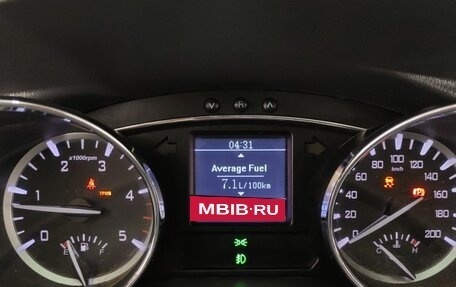 R
04:31
Average Fuel
7.1L/100km
MBIB.RU
x1000rpm
0
1
2
3
4
5
TPMS
E
F
0
20
40
60
80
100
120
140
160
180
200
km/h
P
C
H